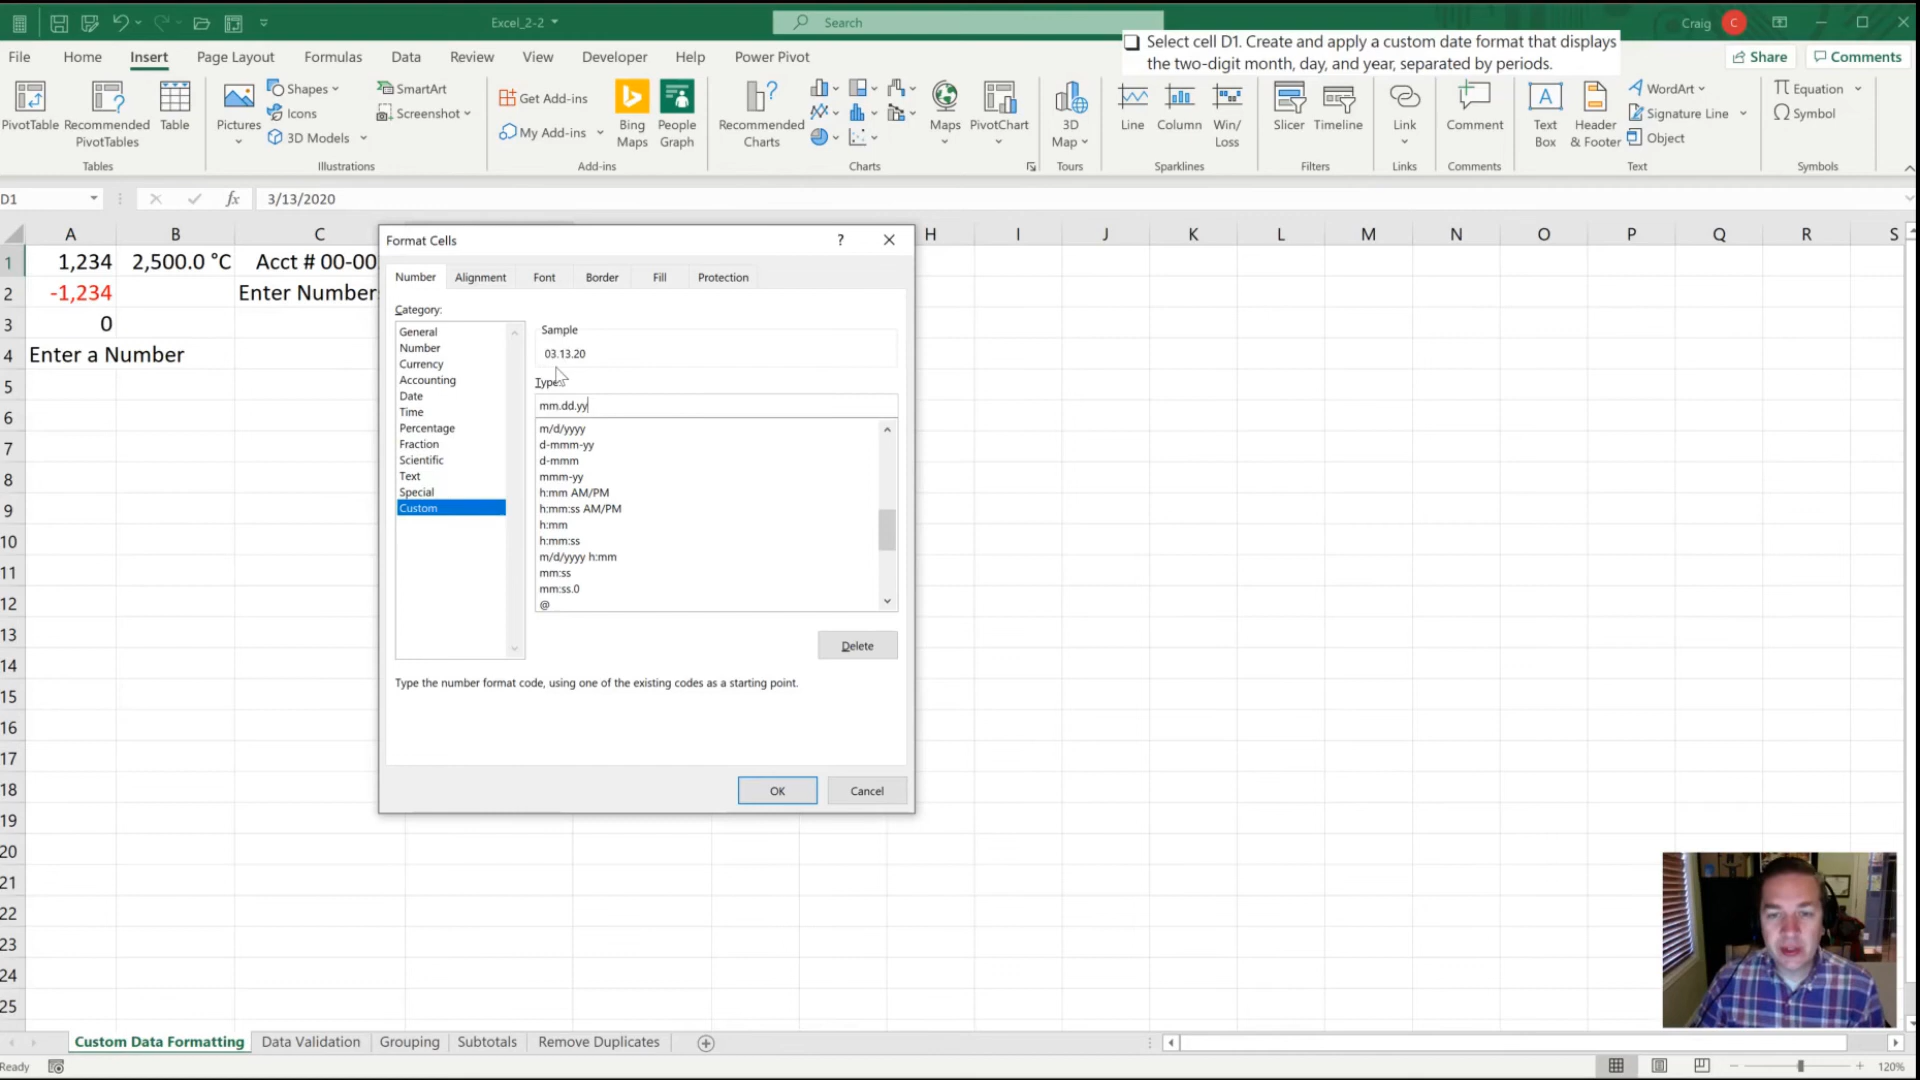 Excel_2-2
Search
Craig
C
Select cell D1. Create and apply a custom date format that displays
the two-digit month, day, and year, separated by periods.
File
Home
Insert
Page Layout
Formulas
Data
Review
View
Developer
Help
Power Pivot
Share
Comments
PivotTable
Recommended
PivotTables
Table
Tables
Pictures
Shapes
Icons
3D Models
SmartArt
Screenshot
Illustrations
Get Add-ins
My Add-ins
Bing
Maps
People
Graph
Add-ins
Recommended
Charts
Maps
PivotChart
Charts
3D
Map
Tours
Line
Column
Win/
Loss
Sparklines
Slicer
Timeline
Filters
Link
Links
Comment
Comments
Text
Box
Header
& Footer
WordArt
Signature Line
Object
Text
Equation
Symbol
Symbols
D1
fx
3/13/2020
A B C H I J K L M N O P Q R S
1 1,234 2,500.0 °C Acct # 00-00
2 -1,234 Enter Number
3 0
4 Enter a Number
5
6
7
8
9
10
11
12
13
14
15
16
17
18
19
20
21
22
23
24
25
Format Cells
?
Number
Alignment
Font
Border
Fill
Protection
Category:
General
Number
Currency
Accounting
Date
Time
Percentage
Fraction
Scientific
Text
Special
Custom
Sample
03.13.20
Type:
mm.dd.yy
m/d/yyyy
d-mmm-yy
d-mmm
mmm-yy
h:mm AM/PM
h:mm:ss AM/PM
h:mm
h:mm:ss
m/d/yyyy h:mm
mm:ss
mm:ss.0
@
Delete
Type the number format code, using one of the existing codes as a starting point.
OK
Cancel
Custom Data Formatting
Data Validation
Grouping
Subtotals
Remove Duplicates
Ready
120%